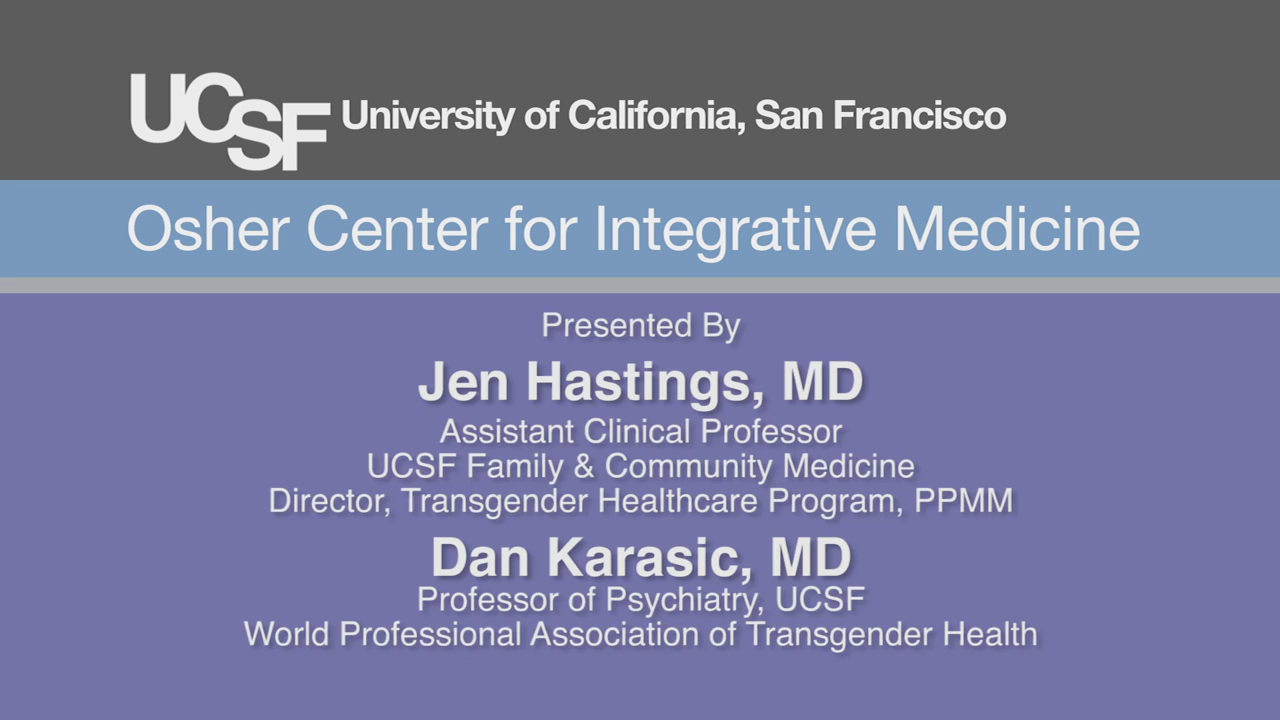 UCSF University of California, San Francisco
Osher Center for Integrative Medicine
Presented By
Jen Hastings, MD
Assistant Clinical Professor
UCSF Family & Community Medicine
Director, Transgender Healthcare Program, PPMM
Dan Karasic, MD
Professor of Psychiatry, UCSF
World Professional Association of Transgender Health